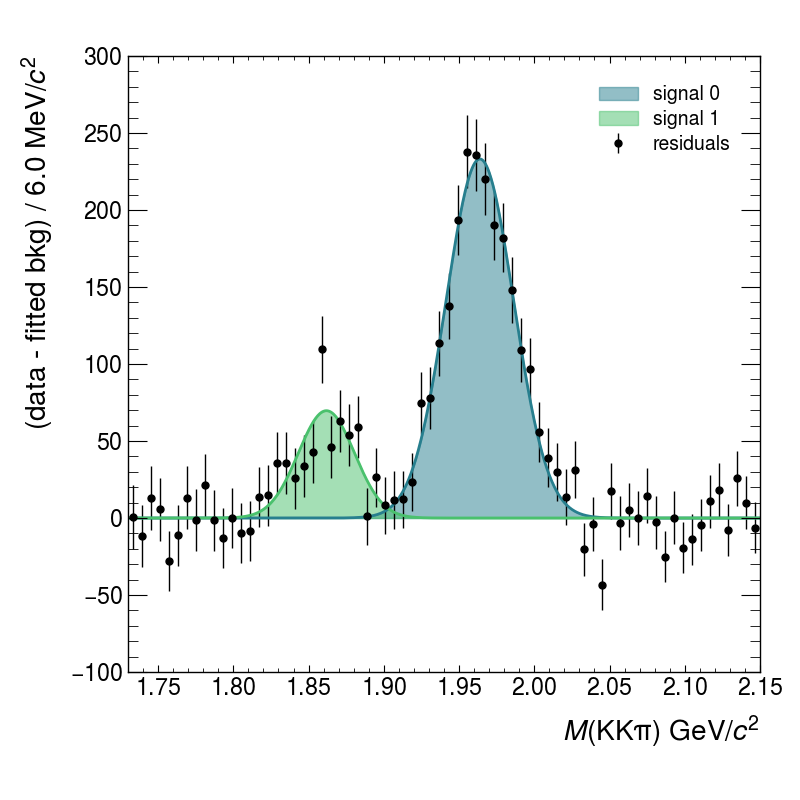 (data - fitted bkg) / 6.0 MeV/c²
300
250
200
150
100
50
0
−50
−100
signal 0
signal 1
residuals
1.75 1.80 1.85 1.90 1.95 2.00 2.05 2.10 2.15
M(KKπ) GeV/c²